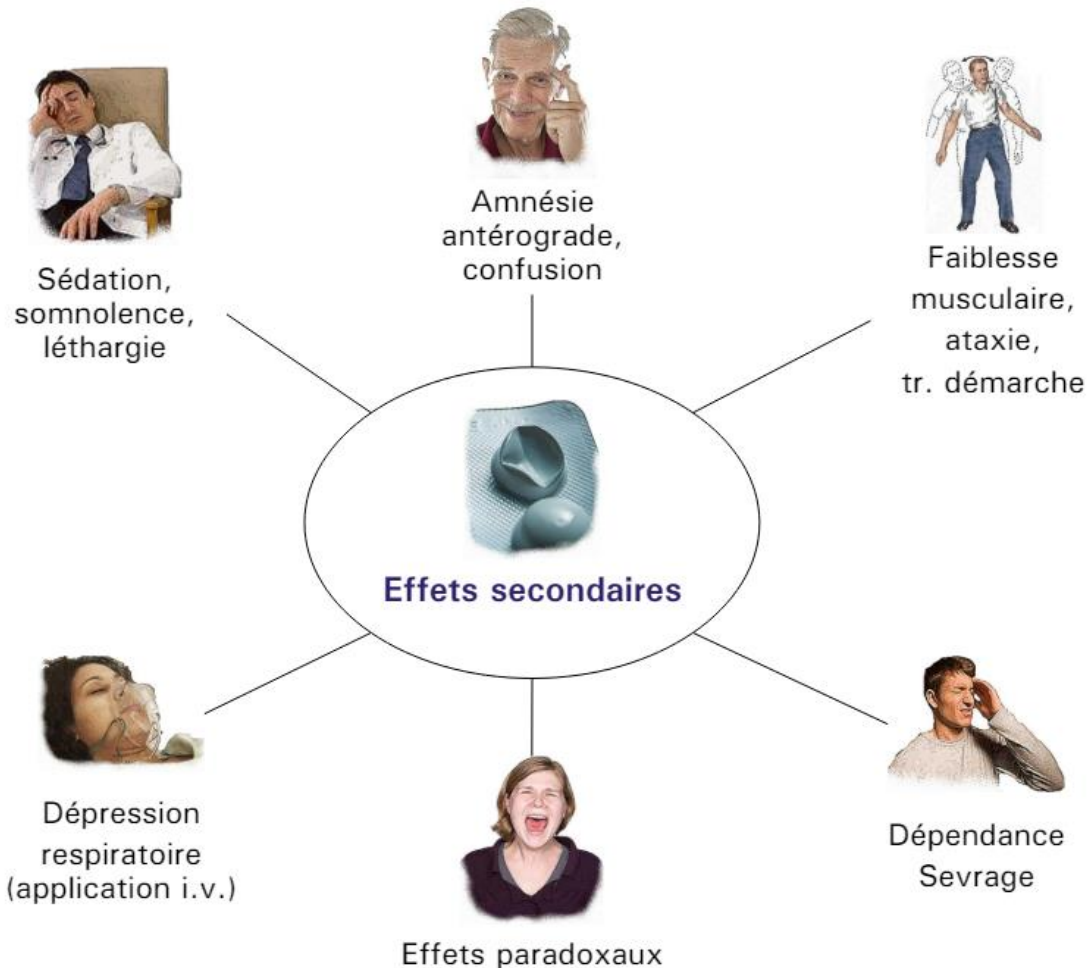 Sédation,
somnolence,
léthargie
Amnésie
antérograde,
confusion
Faiblesse
musculaire,
ataxie,
tr. démarche
Effets secondaires
Dépression
respiratoire
(application i.v.)
Effets paradoxaux
Dépendance
Sevrage